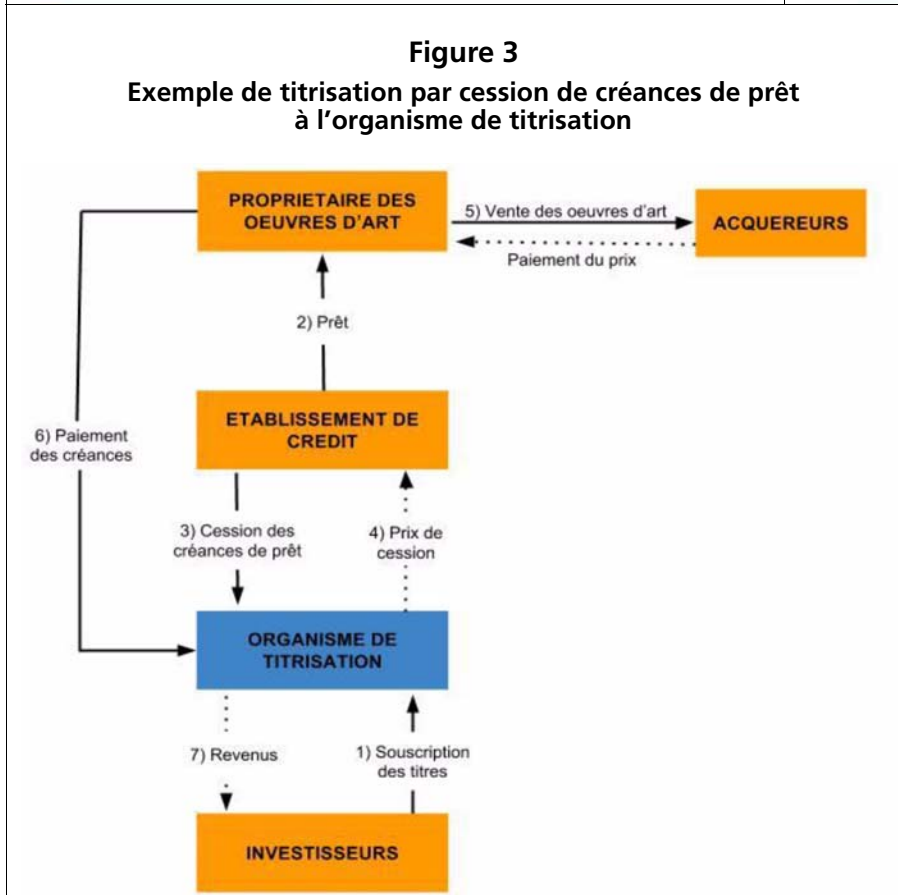 Figure 3
Exemple de titrisation par cession de créances de prêt
à l'organisme de titrisation
PROPRIETAIRE DES
OEUVRES D'ART
5) Vente des oeuvres d'art
ACQUEREURS
Paiement du prix
2) Prêt
ETABLISSEMENT DE
CREDIT
6) Paiement
des créances
3) Cession des
créances de prêt
4) Prix de
cession
ORGANISME DE
TITRISATION
7) Revenus
1) Souscription
des titres
INVESTISSEURS